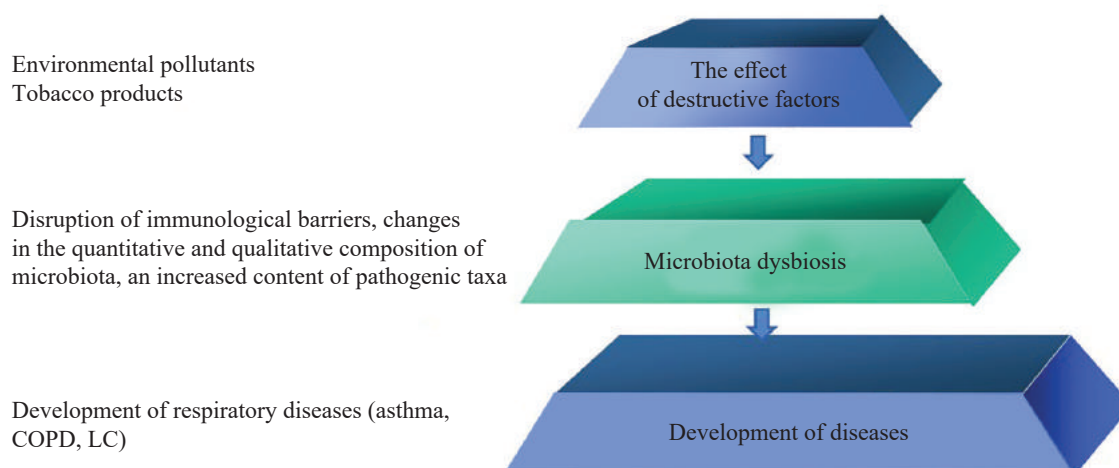 Environmental pollutants
Tobacco products
The effect
of destructive factors
Disruption of immunological barriers, changes
in the quantitative and qualitative composition of
microbiota, an increased content of pathogenic taxa
Microbiota dysbiosis
Development of respiratory diseases (asthma,
COPD, LC)
Development of diseases